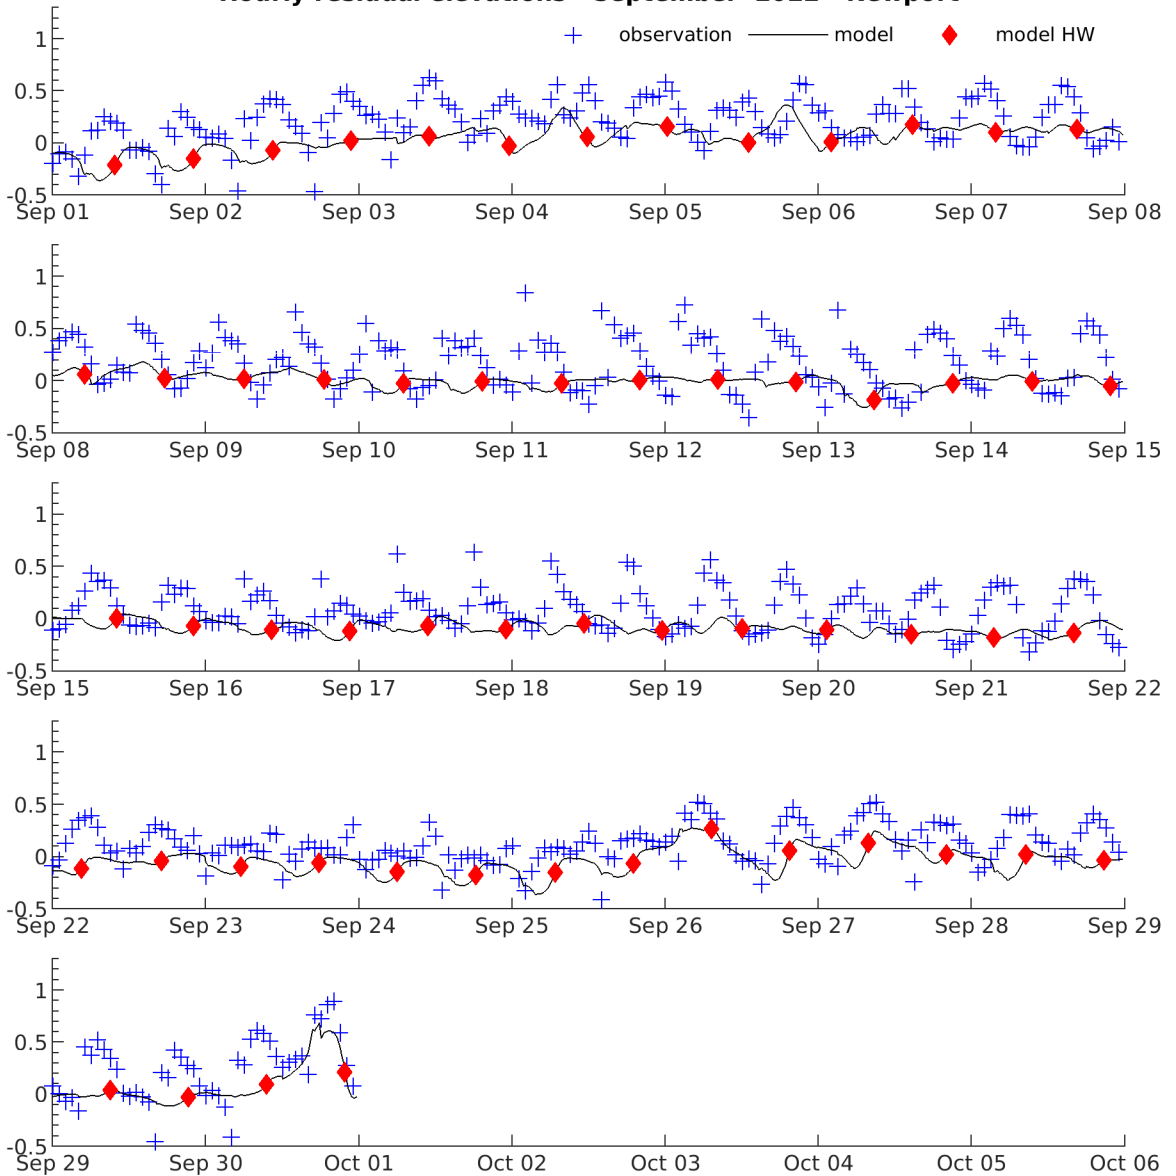 Hourly residual elevations September Newport
observation model model HW
1
0.5
0
-0.5
Sep 01 Sep 02 Sep 03 Sep 04 Sep 05 Sep 06 Sep 07 Sep 08
1
0.5
0
-0.5
Sep 08 Sep 09 Sep 10 Sep 11 Sep 12 Sep 13 Sep 14 Sep 15
1
0.5
0
-0.5
Sep 15 Sep 16 Sep 17 Sep 18 Sep 19 Sep 20 Sep 21 Sep 22
1
0.5
0
-0.5
Sep 22 Sep 23 Sep 24 Sep 25 Sep 26 Sep 27 Sep 28 Sep 29
1
0.5
0
-0.5
Sep 29 Sep 30 Oct 01 Oct 02 Oct 03 Oct 04 Oct 05 Oct 06